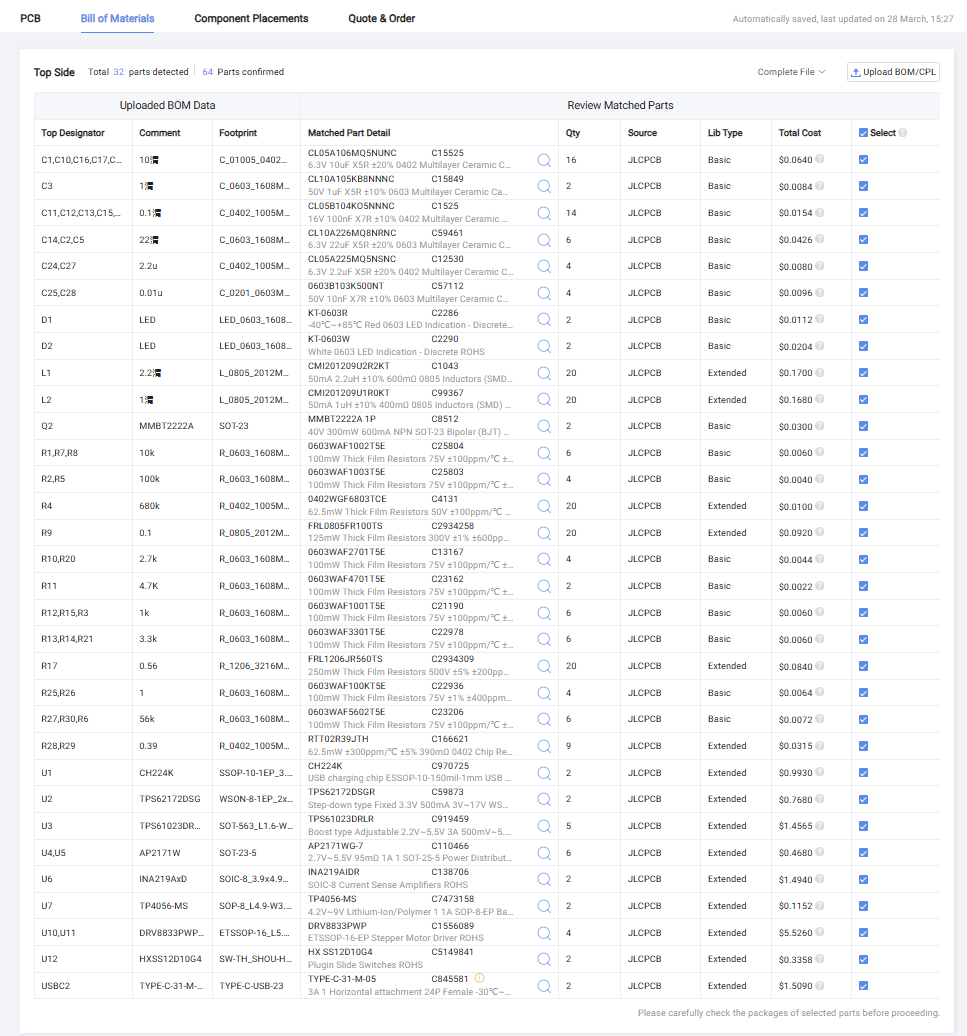 PCB Bill of Materials Component Placements Quote & Order Automatically saved, last updated on 28 March, 15:27
Top Side Total 32 parts detected 64 Parts confirmed Complete File Upload BOM/CPL
Uploaded BOM Data Review Matched Parts
Top Designator Comment Footprint Matched Part Detail Qty Source Lib Type Total Cost Select
C1,C10,C16,C17,C... 10 C_01005_0402... CL05A106MQ5NUNC C15525 16 JLCPCB Basic $0.0640
6.3V 10uF X5R ±20% 0402 Multilayer Ceramic C...
C3 1 C_0603_1608M... CL10A105KB8NNNC C15849 2 JLCPCB Basic $0.0084
50V 1uF X5R ±10% 0603 Multilayer Ceramic Ca...
C11,C12,C13,C15,... 0.1 C_0402_1005M... CL05B104KO5NNNC C1525 14 JLCPCB Basic $0.0154
16V 100nF X7R ±10% 0402 Multilayer Ceramic ...
C14,C2,C5 22 C_0603_1608M... CL10A226MQ8NRNC C59461 6 JLCPCB Basic $0.0426
6.3V 22uF X5R ±20% 0603 Multilayer Ceramic C...
C24,C27 2.2u C_0402_1005M... CL05A225MQ5NSNC C12530 4 JLCPCB Basic $0.0080
6.3V 2.2uF X5R ±20% 0402 Multilayer Ceramic C...
C25,C28 0.01u C_0201_0603M... 0603B103K500NT C57112 4 JLCPCB Basic $0.0096
50V 10nF X7R ±10% 0603 Multilayer Ceramic C...
D1 LED LED_0603_1608... KT-0603R C2286 2 JLCPCB Basic $0.0112
-40℃~+85℃ Red 0603 LED Indication - Discrete...
D2 LED LED_0603_1608... KT-0603W C2290 2 JLCPCB Basic $0.0204
White 0603 LED Indication - Discrete ROHS
L1 2.2 L_0805_2012M... CMI201209U2R2KT C1043 20 JLCPCB Extended $0.1700
50mA 2.2uH ±10% 600mΩ 0805 Inductors (SMD...
L2 1 L_0805_2012M... CMI201209U1R0KT C99367 20 JLCPCB Extended $0.1680
50mA 1uH ±10% 400mΩ 0805 Inductors (SMD) ...
Q2 MMBT2222A SOT-23 MMBT2222A 1P C8512 2 JLCPCB Basic $0.0300
40V 300mW 600mA NPN SOT-23 Bipolar (BJT) ...
R1,R7,R8 10k R_0603_1608M... 0603WAF1002T5E C25804 6 JLCPCB Basic $0.0060
100mW Thick Film Resistors 75V ±100ppm/℃ ±...
R2,R5 100k R_0603_1608M... 0603WAF1003T5E C25803 4 JLCPCB Basic $0.0040
100mW Thick Film Resistors 75V ±100ppm/℃ ±...
R4 680k R_0402_1005M... 0402WGF6803TCE C4131 20 JLCPCB Extended $0.0100
62.5mW Thick Film Resistors 50V ±100ppm/℃ ...
R9 0.1 R_0805_2012M... FRL0805FR100TS C2934258 20 JLCPCB Extended $0.0920
125mW Thick Film Resistors 300V ±1% ±600pp...
R10,R20 2.7k R_0603_1608M... 0603WAF2701T5E C13167 4 JLCPCB Basic $0.0044
100mW Thick Film Resistors 75V ±100ppm/℃ ±...
R11 4.7K R_0603_1608M... 0603WAF4701T5E C23162 2 JLCPCB Basic $0.0022
100mW Thick Film Resistors 75V ±100ppm/℃ ±...
R12,R15,R3 1k R_0603_1608M... 0603WAF1001T5E C21190 6 JLCPCB Basic $0.0060
100mW Thick Film Resistors 75V ±100ppm/℃ ±...
R13,R14,R21 3.3k R_0603_1608M... 0603WAF3301T5E C22978 6 JLCPCB Basic $0.0060
100mW Thick Film Resistors 75V ±100ppm/℃ ±...
R17 0.56 R_1206_3216M... FRL1206JR560TS C2934309 20 JLCPCB Extended $0.0840
250mW Thick Film Resistors 500V ±5% ±200pp...
R25,R26 1 R_0603_1608M... 0603WAF100KT5E C22936 4 JLCPCB Basic $0.0064
100mW Thick Film Resistors 75V ±1% ±400ppm...
R27,R30,R6 56k R_0603_1608M... 0603WAF5602T5E C23206 6 JLCPCB Basic $0.0072
100mW Thick Film Resistors 75V ±100ppm/℃ ±...
R28,R29 0.39 R_0402_1005M... RTT02R39JTH C166621 9 JLCPCB Extended $0.0315
62.5mW ±300ppm/℃ ±5% 390mΩ 0402 Chip Re...
U1 CH224K SSOP-10-1EP_3.... CH224K C970725 2 JLCPCB Extended $0.9930
USB charging chip ESSOP-10-150mil-1mm USB ...
U2 TPS62172DSG WSON-8-1EP_2x... TPS62172DSGR C59873 2 JLCPCB Extended $0.7680
Step-down type Fixed 3.3V 500mA 3V~17V WS...
U3 TPS61023DR... SOT-563_L1.6-W... TPS61023DRLR C919459 5 JLCPCB Extended $1.4565
Boost type Adjustable 2.2V~5.5V 3A 500mV~5....
U4,U5 AP2171W SOT-23-5 AP2171WG-7 C110466 6 JLCPCB Extended $0.4680
2.7V~5.5V 95mΩ 1A 1 SOT-25-5 Power Distribut...
U6 INA219AxD SOIC-8_3.9x4.9... INA219AIDR C138706 2 JLCPCB Extended $1.4940
SOIC-8 Current Sense Amplifiers ROHS
U7 TP4056-MS SOP-8_L4.9-W3.... TP4056-MS C7473158 2 JLCPCB Extended $0.1152
4.2V~9V Lithium-Ion/Polymer 1 1A SOP-8-EP Ba...
U10,U11 DRV8833PWP... ETSSOP-16_L5.... DRV8833PWP C1556089 4 JLCPCB Extended $5.5260
ETSSOP-16-EP Stepper Motor Driver ROHS
U12 HXSS12D10G4 SW-TH_SHOU-H... HX SS12D10G4 C5149841 2 JLCPCB Extended $0.3358
Plugin Slide Switches ROHS
USBC2 TYPE-C-31-M-... TYPE-C-USB-23 TYPE-C-31-M-05 C845581 2 JLCPCB Extended $1.5090
3A 1 Horizontal attachment 24P Female -30℃~...
Please carefully check the packages of selected parts before proceeding.